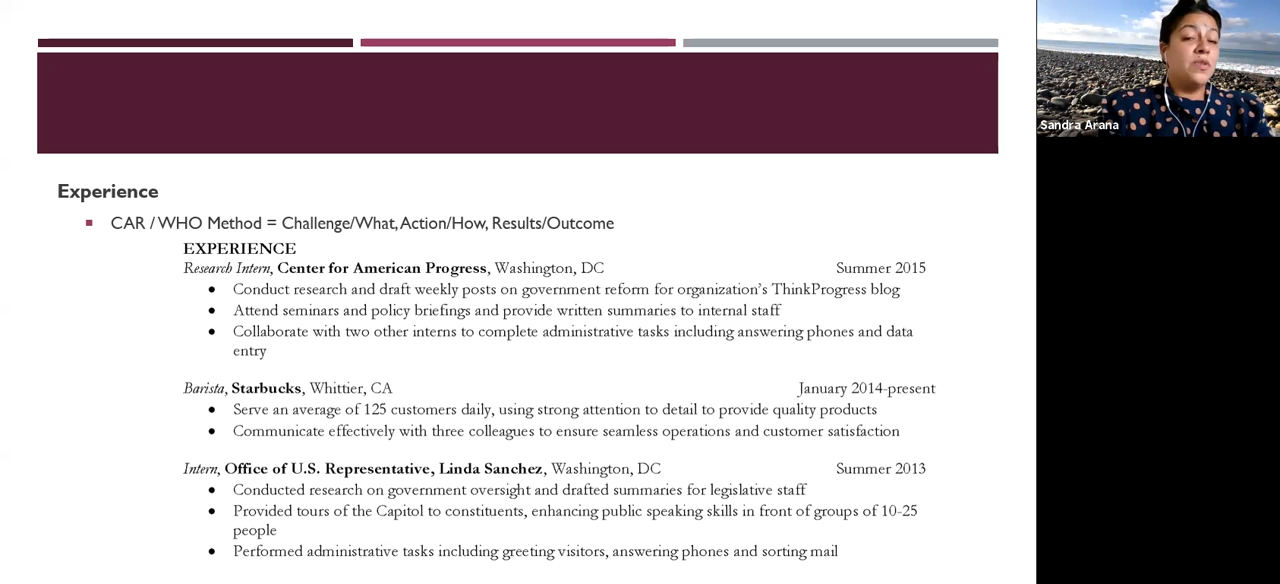 Experience
CAR / WHO Method = Challenge/What, Action/How, Results/Outcome
EXPERIENCE
Research Intern, Center for American Progress, Washington, DC Summer 2015
• Conduct research and draft weekly posts on government reform for organization’s ThinkProgress blog
• Attend seminars and policy briefings and provide written summaries to internal staff
• Collaborate with two other interns to complete administrative tasks including answering phones and data
entry
Barista, Starbucks, Whittier, CA January 2014-present
• Serve an average of 125 customers daily, using strong attention to detail to provide quality products
• Communicate effectively with three colleagues to ensure seamless operations and customer satisfaction
Intern, Office of U.S. Representative, Linda Sanchez, Washington, DC Summer 2013
• Conducted research on government oversight and drafted summaries for legislative staff
• Provided tours of the Capitol to constituents, enhancing public speaking skills in front of groups of 10-25
people
• Performed administrative tasks including greeting visitors, answering phones and sorting mail
Sandra Arana